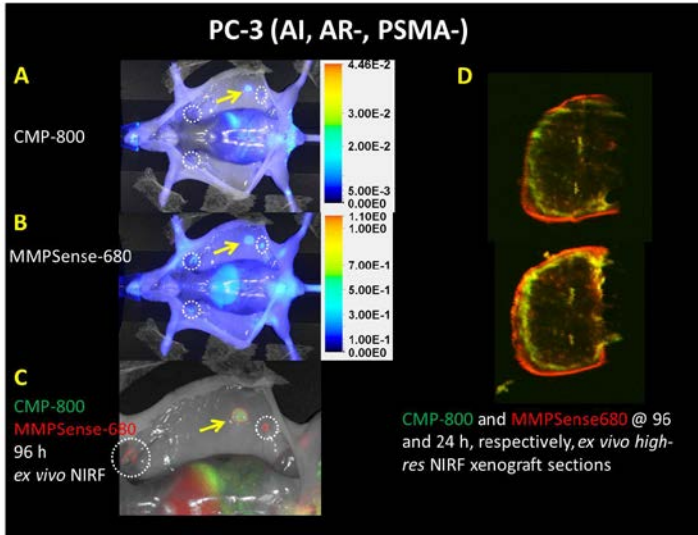 PC-3 (AI, AR-, PSMA-)
A
CMP-800
4.46E-2
3.00E-2
2.00E-2
5.00E-3
0.00E0
B
MMPSense-680
1.10E0
1.00E0
7.00E-1
5.00E-1
1.00E-1
0.00E0
C
CMP-800
MMPSense-680
96 h
ex vivo NIRF
D
CMP-800 and MMPSense680 @ 96
and 24 h, respectively, ex vivo high-
res NIRF xenograft sections